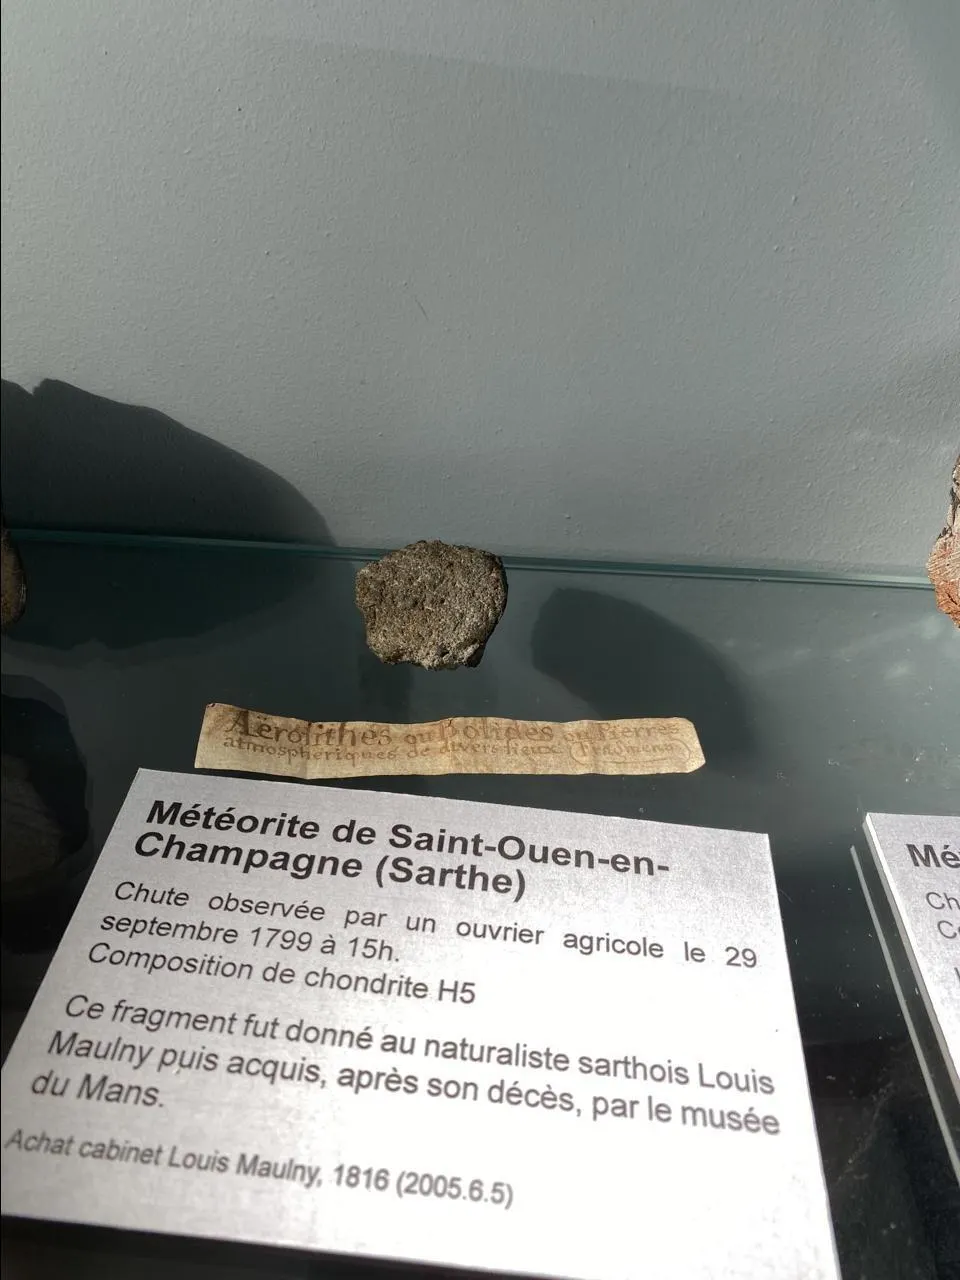 Aërolithes ou Bolides ou Pierres
atmosphériques de divers lieux (Fragmens)
Météorite de Saint-Ouen-en-
Champagne (Sarthe)
Chute observée par un ouvrier agricole le 29
septembre 1799 à 15h.
Composition de chondrite H5
Ce fragment fut donné au naturaliste sarthois Louis
Maulny puis acquis, après son décès, par le musée
du Mans.
Achat cabinet Louis Maulny, 1816 (2005.6.5)
Mé
Ch